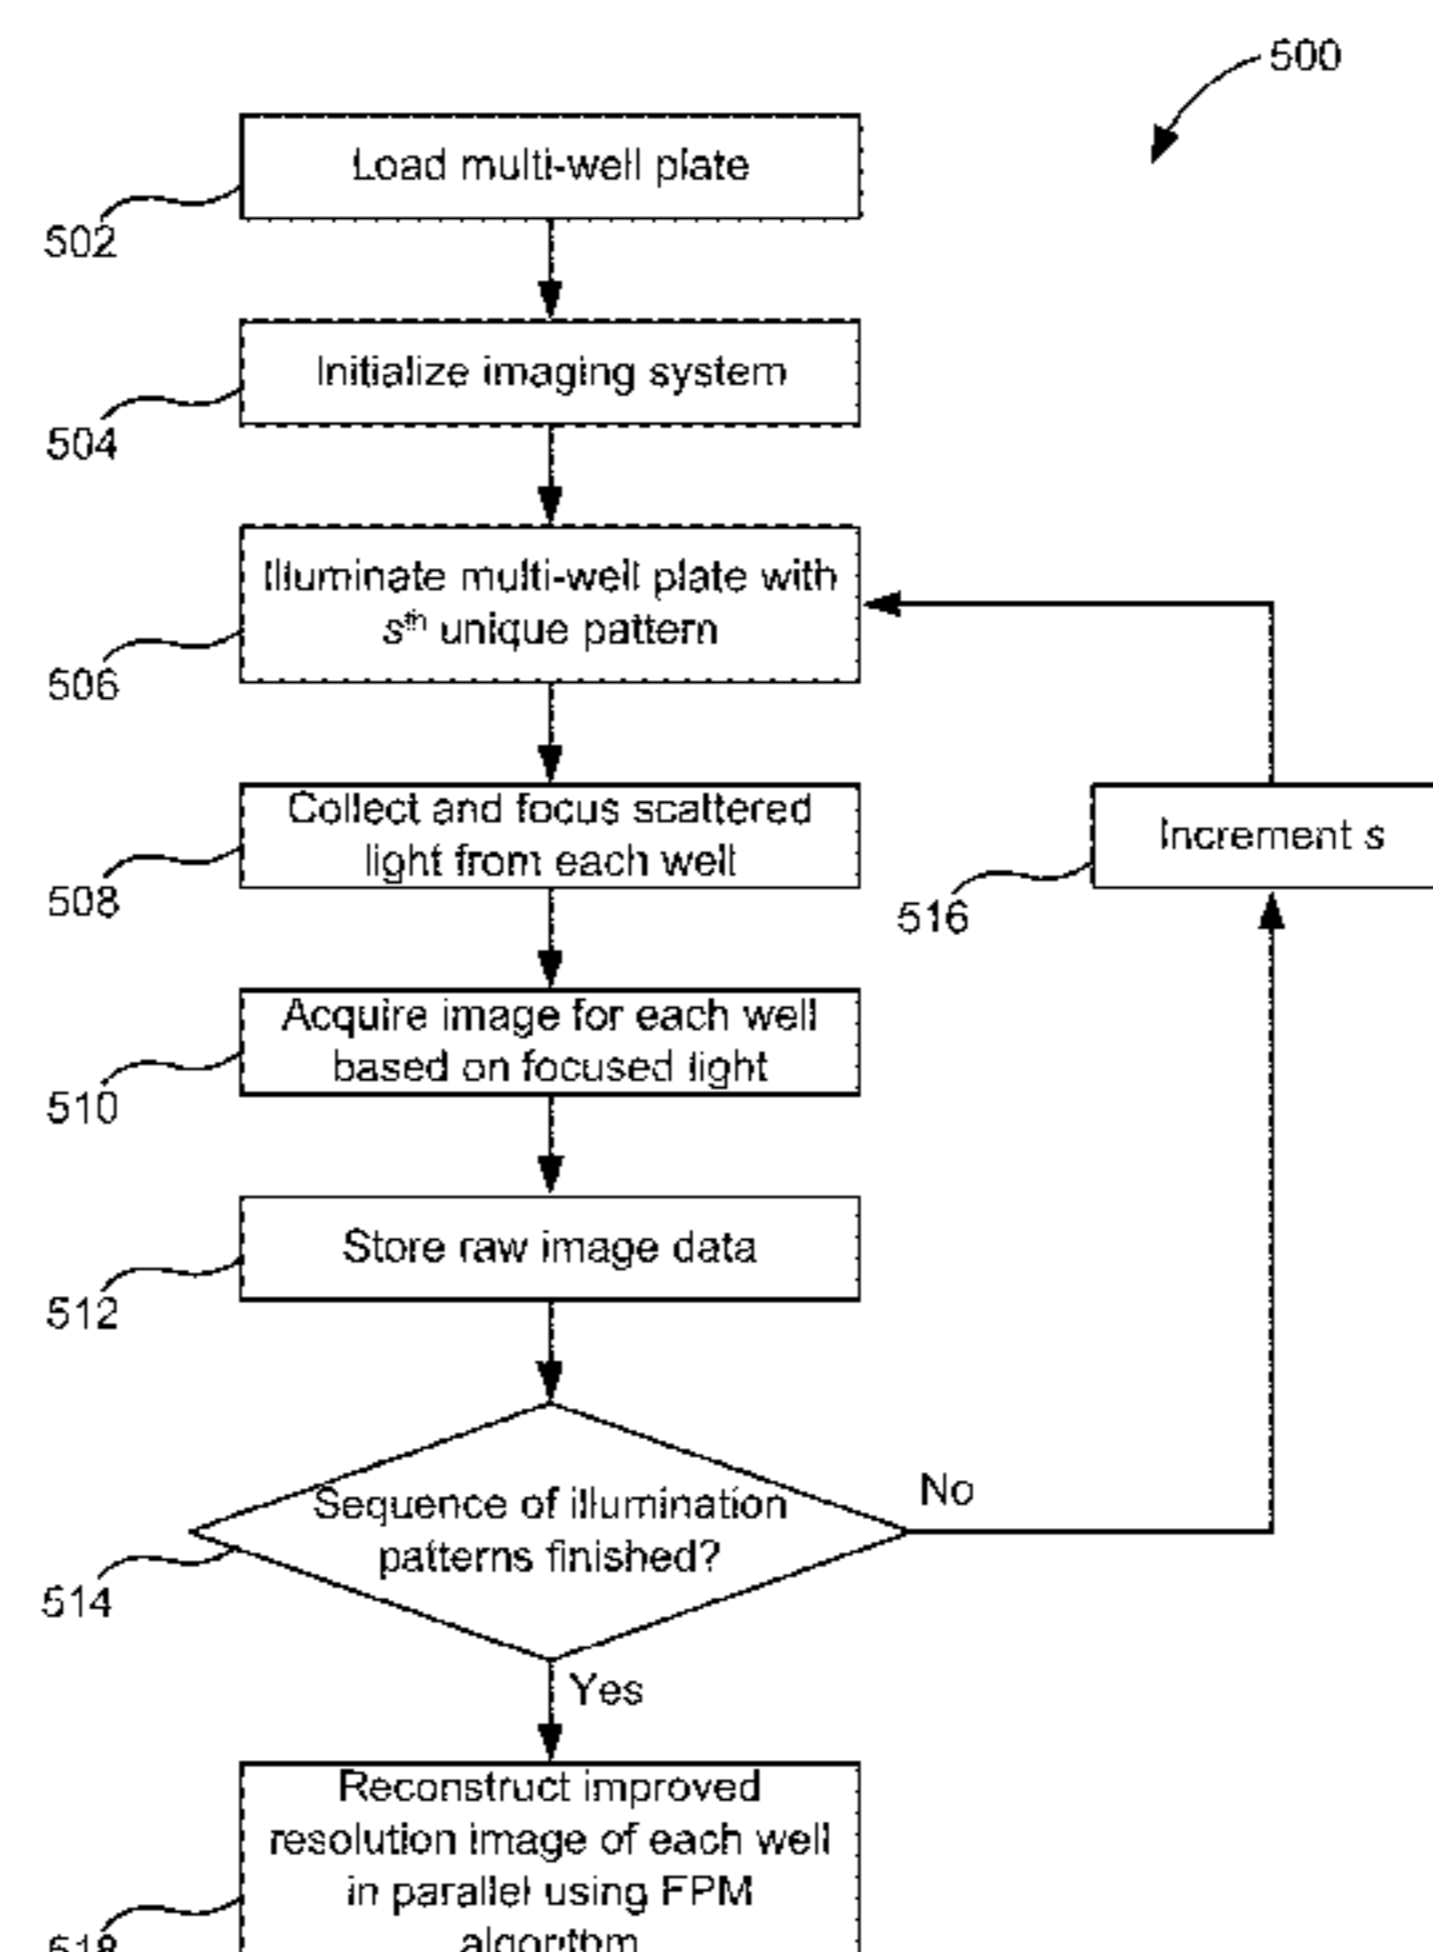 500
Load multi-well plate
502
Initialize imaging system
504
Illuminate multi-well plate with
sth unique pattern
506
Collect and focus scattered
light from each well
508
Increment s
516
Acquire image for each well
based on focused light
510
Store raw image data
512
Sequence of illumination
patterns finished?
No
514
Yes
Reconstruct improved
resolution image of each well
in parallel using FPM
algorithm
518